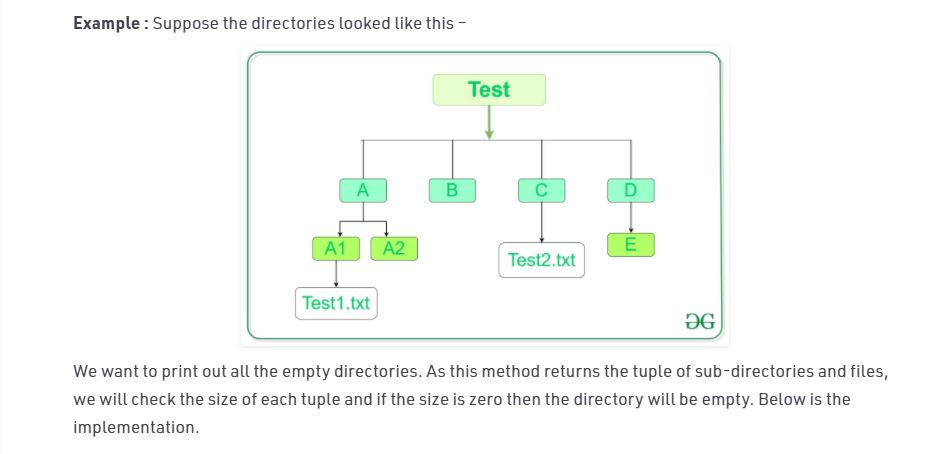 Example : Suppose the directories looked like this –
Test
A B C D
A1 A2 E
Test2.txt
Test1.txt
We want to print out all the empty directories. As this method returns the tuple of sub-directories and files,
we will check the size of each tuple and if the size is zero then the directory will be empty. Below is the
implementation.